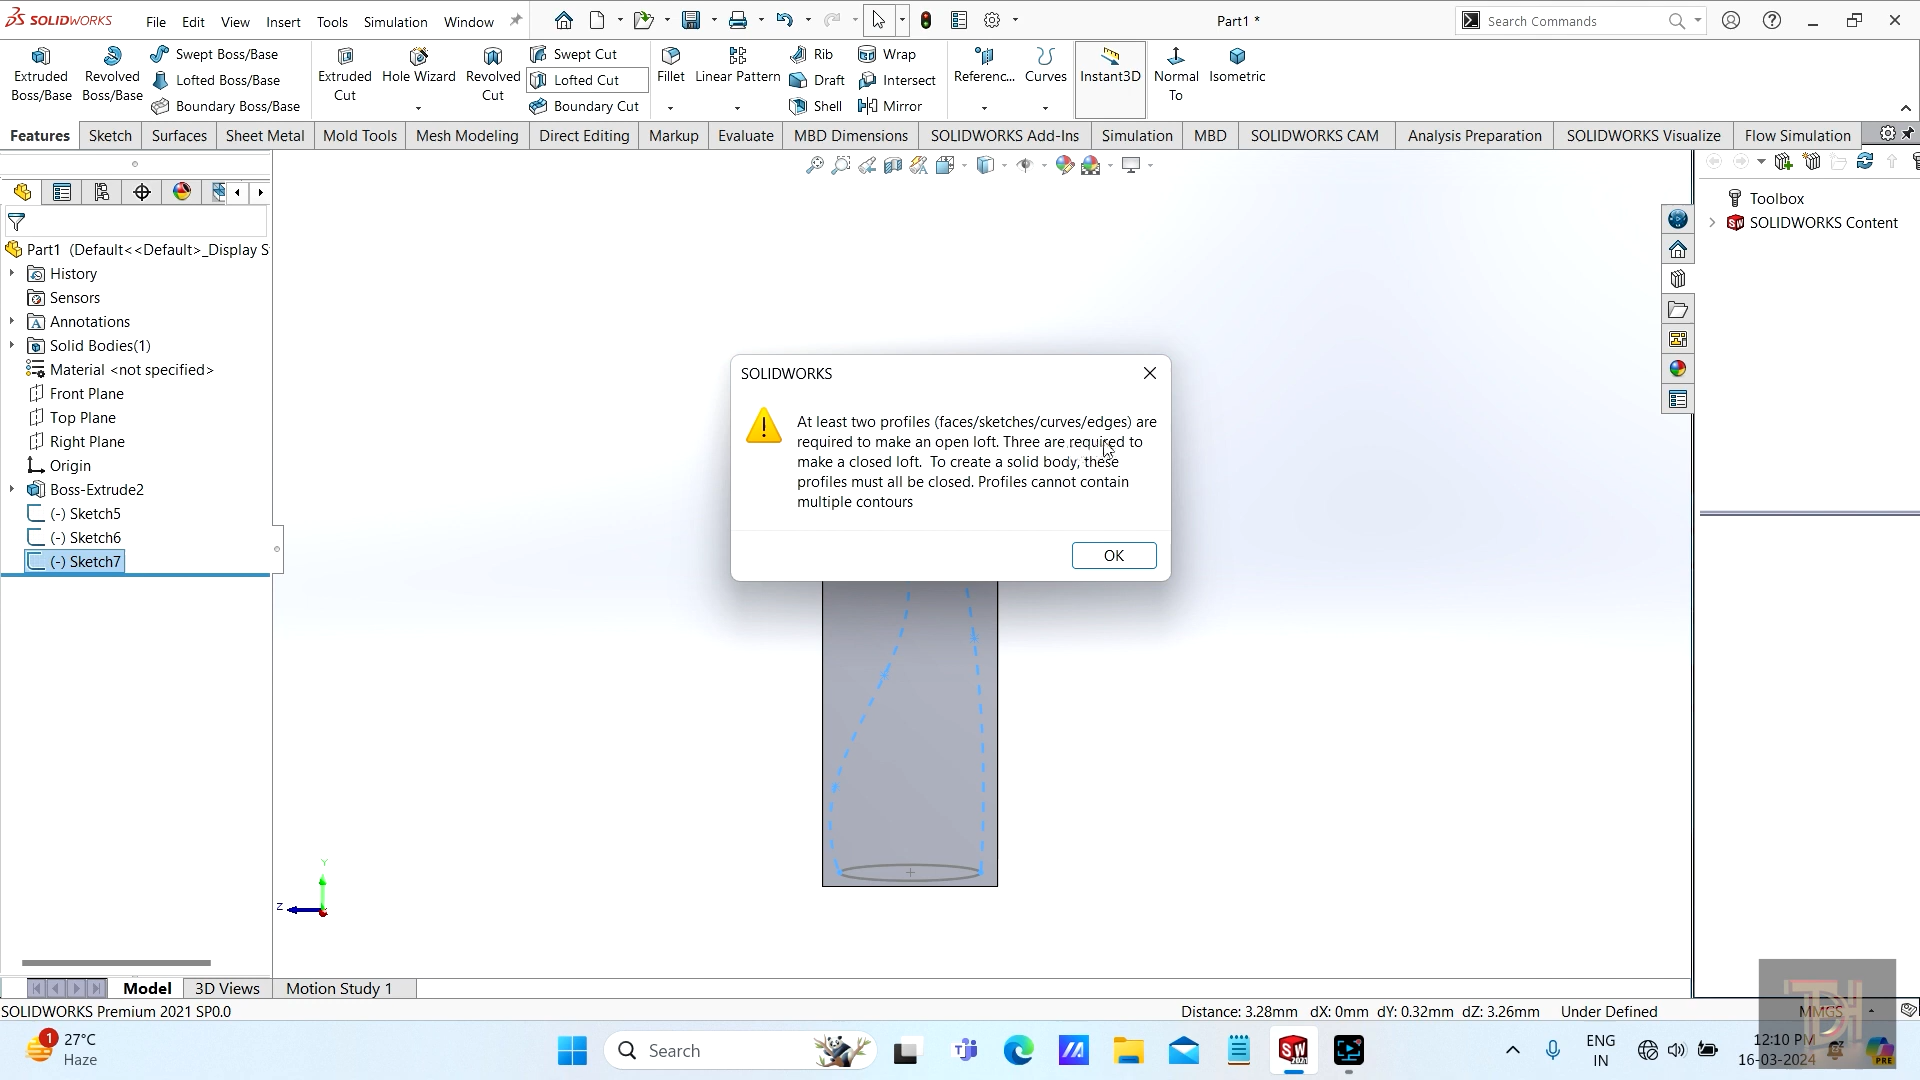 SOLIDWORKS File Edit View Insert Tools Simulation Window
Part1 *
Search Commands
Extruded Boss/Base
Revolved Boss/Base
Swept Boss/Base
Lofted Boss/Base
Boundary Boss/Base
Extruded Cut
Hole Wizard
Revolved Cut
Swept Cut
Lofted Cut
Boundary Cut
Fillet
Linear Pattern
Rib
Draft
Shell
Wrap
Intersect
Mirror
Referenc...
Curves
Instant3D
Normal To
Isometric
Features Sketch Surfaces Sheet Metal Mold Tools Mesh Modeling Direct Editing Markup Evaluate MBD Dimensions SOLIDWORKS Add-Ins Simulation MBD SOLIDWORKS CAM Analysis Preparation SOLIDWORKS Visualize Flow Simulation
Part1 (Default<<Default>_Display S
History
Sensors
Annotations
Solid Bodies(1)
Material <not specified>
Front Plane
Top Plane
Right Plane
Origin
Boss-Extrude2
(-) Sketch5
(-) Sketch6
(-) Sketch7
SOLIDWORKS
At least two profiles (faces/sketches/curves/edges) are
required to make an open loft. Three are required to
make a closed loft. To create a solid body, these
profiles must all be closed. Profiles cannot contain
multiple contours
OK
Toolbox
SOLIDWORKS Content
Y
Z
Model 3D Views Motion Study 1
SOLIDWORKS Premium 2021 SP0.0
Distance: 3.28mm dX: 0mm dY: 0.32mm dZ: 3.26mm Under Defined MMGS
1
27°C
Haze
Search
ENG
IN
12:10 PM
16-03-2024
PRE